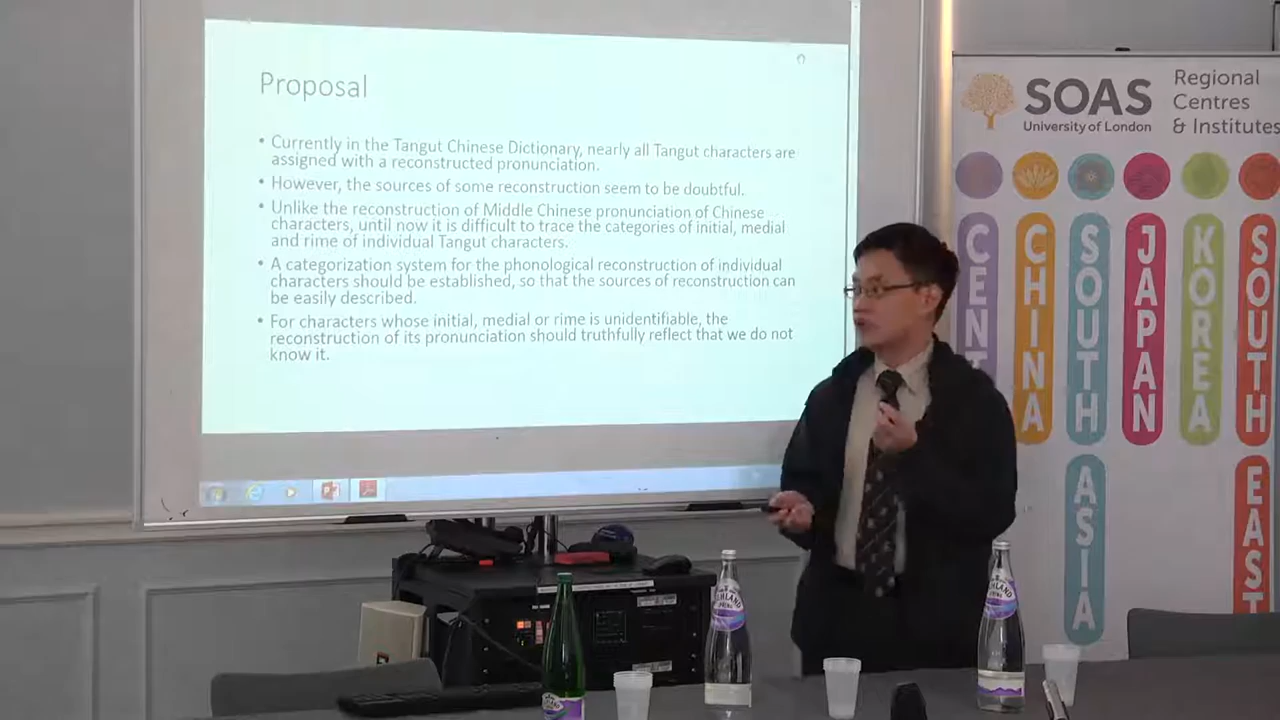 Proposal
• Currently in the Tangut Chinese Dictionary, nearly all Tangut characters are
assigned with a reconstructed pronunciation.
• However, the sources of some reconstruction seem to be doubtful.
• Unlike the reconstruction of Middle Chinese pronunciation of Chinese
characters, until now it is difficult to trace the categories of initial, medial
and rime of individual Tangut characters.
• A categorization system for the phonological reconstruction of individual
characters should be established, so that the sources of reconstruction can
be easily described.
• For characters whose initial, medial or rime is unidentifiable, the
reconstruction of its pronunciation should truthfully reflect that we do not
know it.
SOAS
University of London
Regional
Centres
& Institutes
CENT
CHINA
SOUTH
ASIA
JAPAN
KOREA
SOUTH
EAST